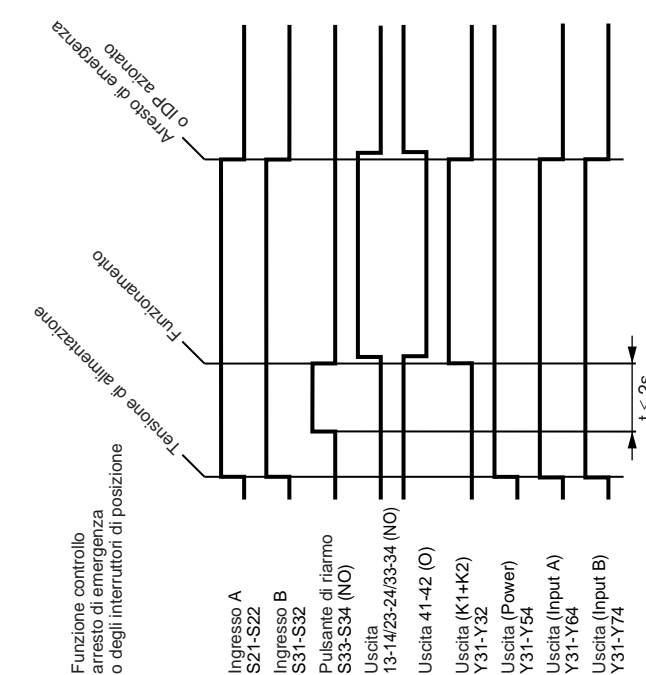 Funzione controllo
arresto di emergenza
o degli interruttori di posizione
Tensione di alimentazione
Funzionamento
Arresto di emergenza
o IDP azionato
Ingresso A
S21-S22
Ingresso B
S31-S32
Pulsante di riarmo
S33-S34 (NO)
Uscita
13-14/23-24/33-34 (NO)
Uscita 41-42 (O)
Uscita (K1+K2)
Y31-Y32
Uscita (Power)
Y31-Y54
Uscita (Input A)
Y31-Y64
Uscita (Input B)
Y31-Y74